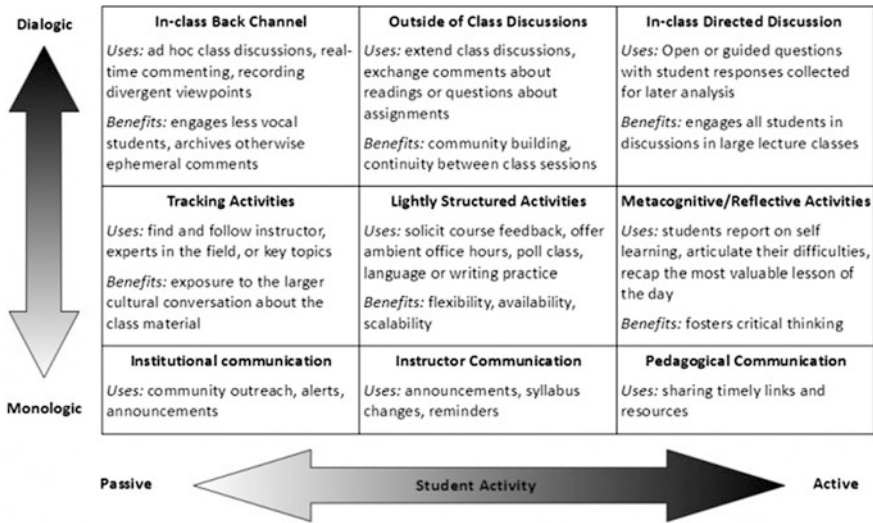 Dialogic
In-class Back Channel
Uses: ad hoc class discussions, real-
time commenting, recording
divergent viewpoints
Benefits: engages less vocal
students, archives otherwise
ephemeral comments
Outside of Class Discussions
Uses: extend class discussions,
exchange comments about
readings or questions about
assignments
Benefits: community building,
continuity between class sessions
In-class Directed Discussion
Uses: Open or guided questions
with student responses collected
for later analysis
Benefits: engages all students in
discussions in large lecture classes
Tracking Activities
Uses: find and follow instructor,
experts in the field, or key topics
Benefits: exposure to the larger
cultural conversation about the
class material
Lightly Structured Activities
Uses: solicit course feedback, offer
ambient office hours, poll class,
language or writing practice
Benefits: flexibility, availability,
scalability
Metacognitive/Reflective Activities
Uses: students report on self
learning, articulate their difficulties,
recap the most valuable lesson of
the day
Benefits: fosters critical thinking
Monologic
Institutional communication
Uses: community outreach, alerts,
announcements
Instructor Communication
Uses: announcements, syllabus
changes, reminders
Pedagogical Communication
Uses: sharing timely links and
resources
Passive
Student Activity
Active